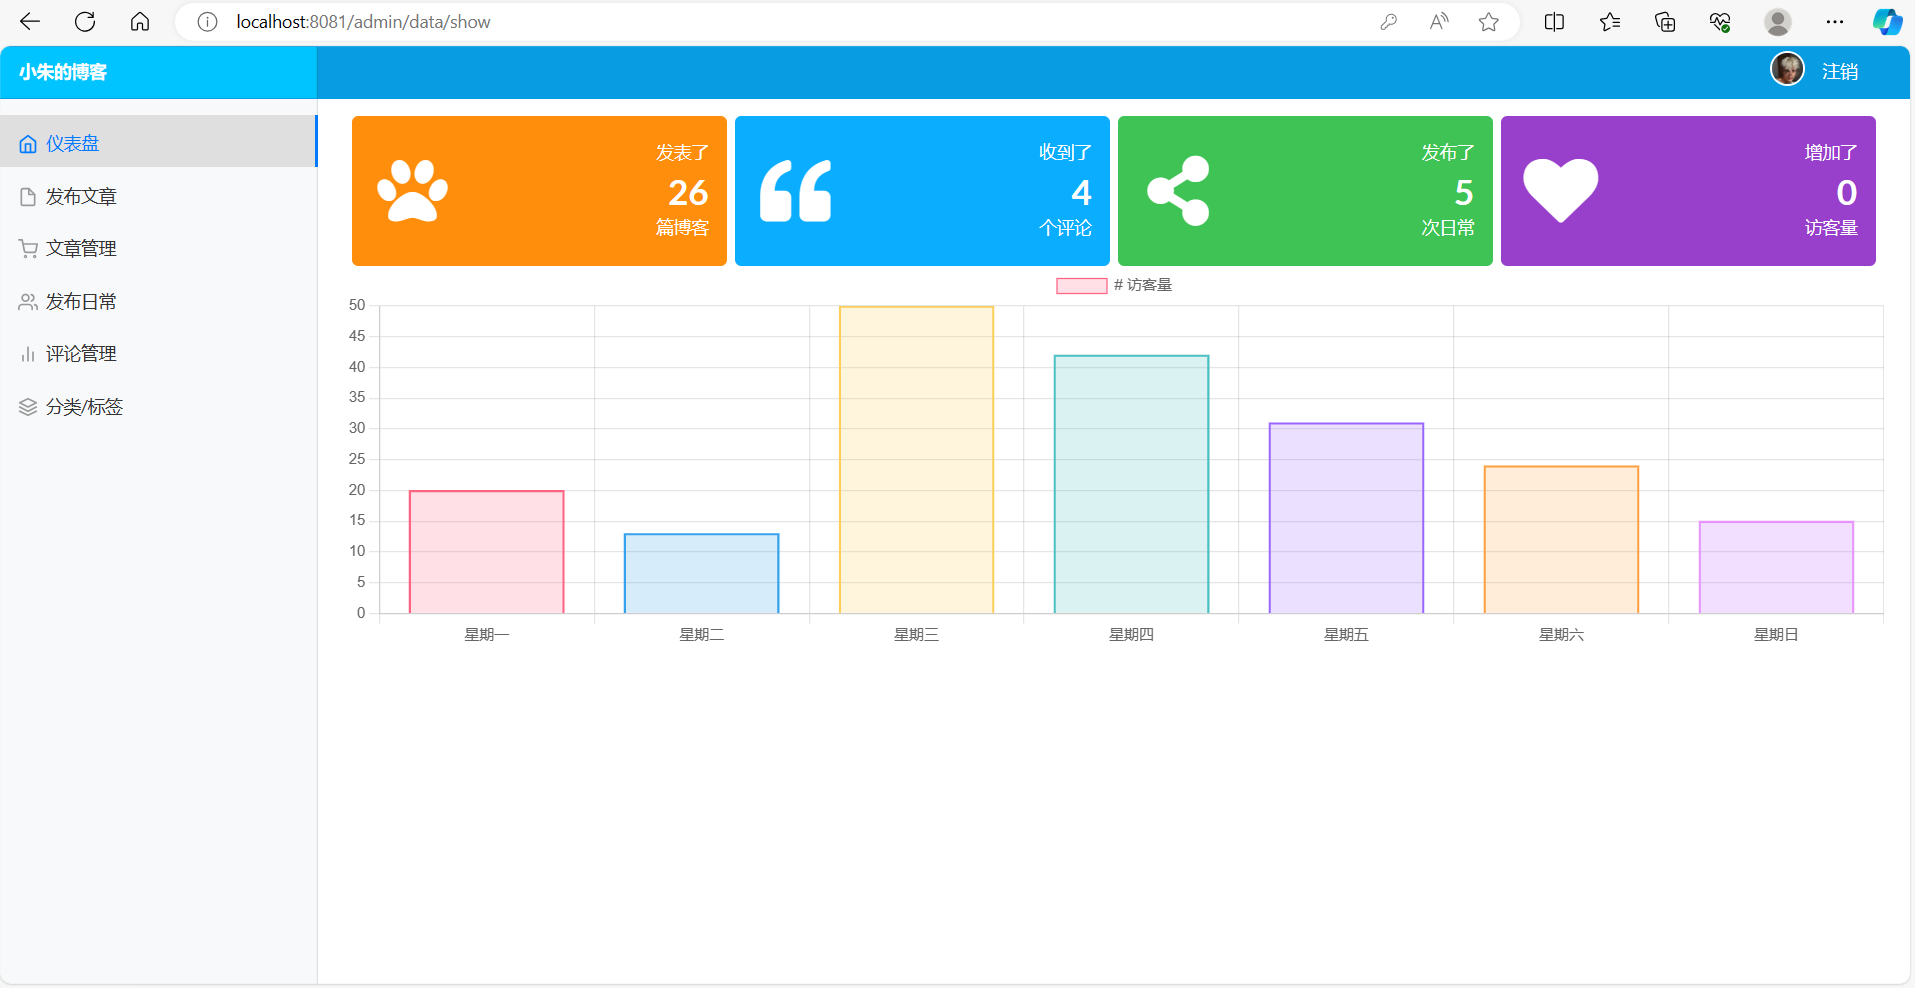 localhost:8081/admin/data/show
小朱的博客
注销
仪表盘
发布文章
文章管理
发布日常
评论管理
分类/标签
发表了
26
篇博客
收到了
4
个评论
发布了
5
次日常
增加了
0
访客量
# 访客量
50
45
40
35
30
25
20
15
10
5
0
星期一 星期二 星期三 星期四 星期五 星期六 星期日